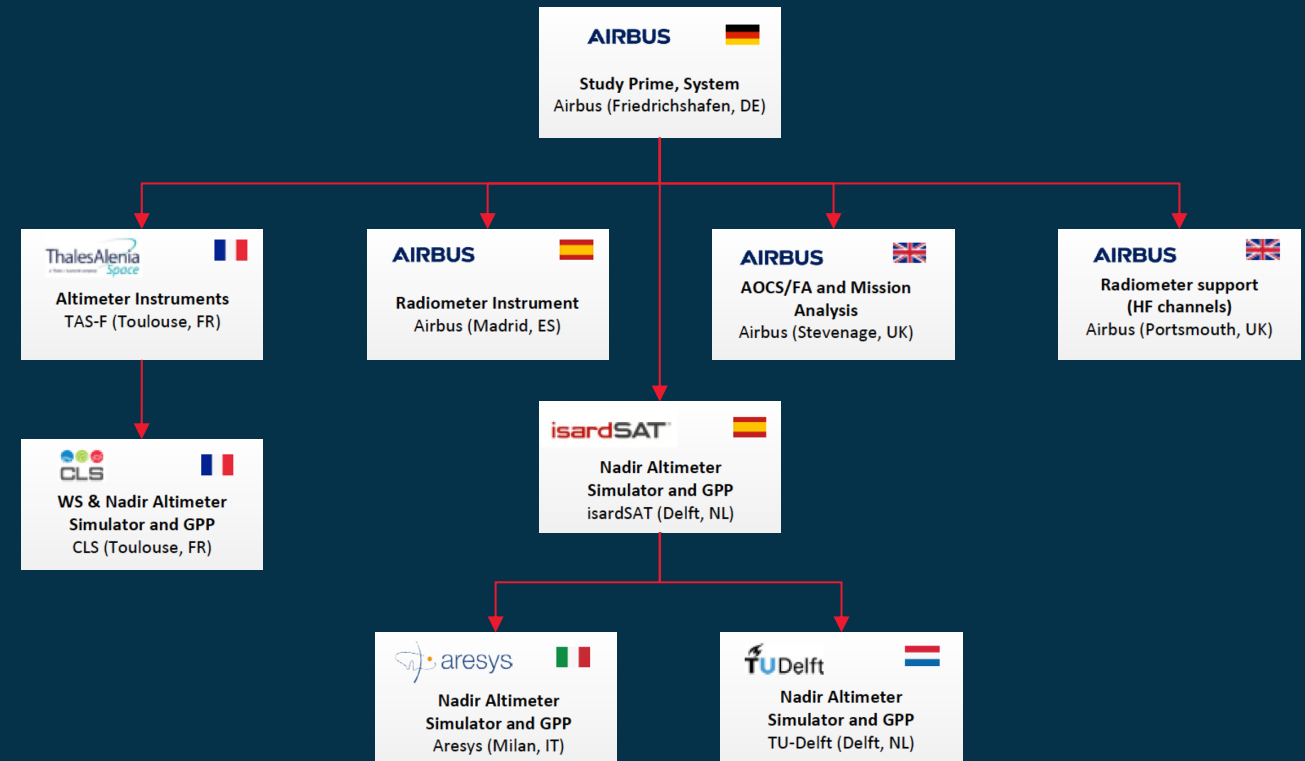 AIRBUS
Study Prime, System
Airbus (Friedrichshafen, DE)
ThalesAlenia
Space
Altimeter Instruments
TAS-F (Toulouse, FR)
AIRBUS
Radiometer Instrument
Airbus (Madrid, ES)
AIRBUS
AOCS/FA and Mission
Analysis
Airbus (Stevenage, UK)
AIRBUS
Radiometer support
(HF channels)
Airbus (Portsmouth, UK)
CLS
WS & Nadir Altimeter
Simulator and GPP
CLS (Toulouse, FR)
isardSAT
Nadir Altimeter
Simulator and GPP
isardSAT (Delft, NL)
aresys
Nadir Altimeter
Simulator and GPP
Aresys (Milan, IT)
TUDelft
Nadir Altimeter
Simulator and GPP
TU-Delft (Delft, NL)